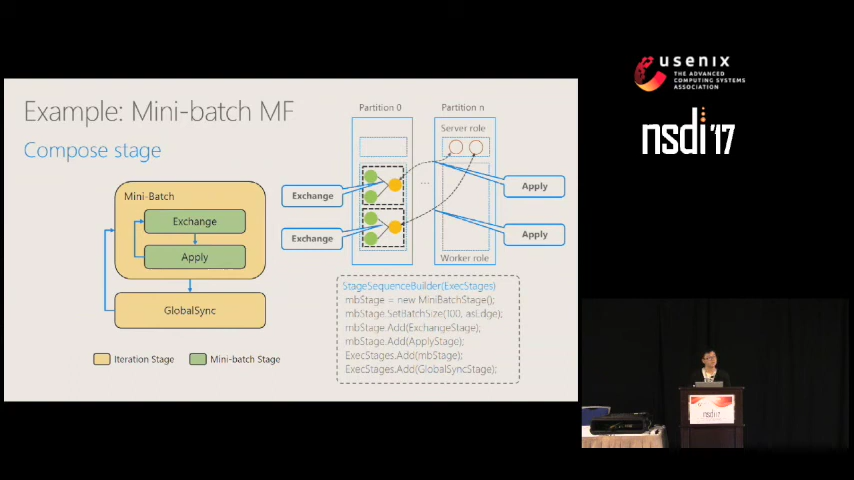 Example: Mini-batch MF
Compose stage
Mini-Batch
Exchange
Apply
GlobalSync
Iteration Stage
Mini-batch Stage
Partition 0
Partition n
Server role
Exchange
Exchange
...
Apply
Apply
Worker role
StageSequenceBuilder(ExecStages)
mbStage = new MiniBatchStage();
mbStage.SetBatchSize(100, asEdge);
mbStage.Add(ExchangeStage);
mbStage.Add(ApplyStage);
ExecStages.Add(mbStage);
ExecStages.Add(GlobalSyncStage);
usenix
THE ADVANCED
COMPUTING SYSTEMS
ASSOCIATION
nsdi '17
nsdi '17